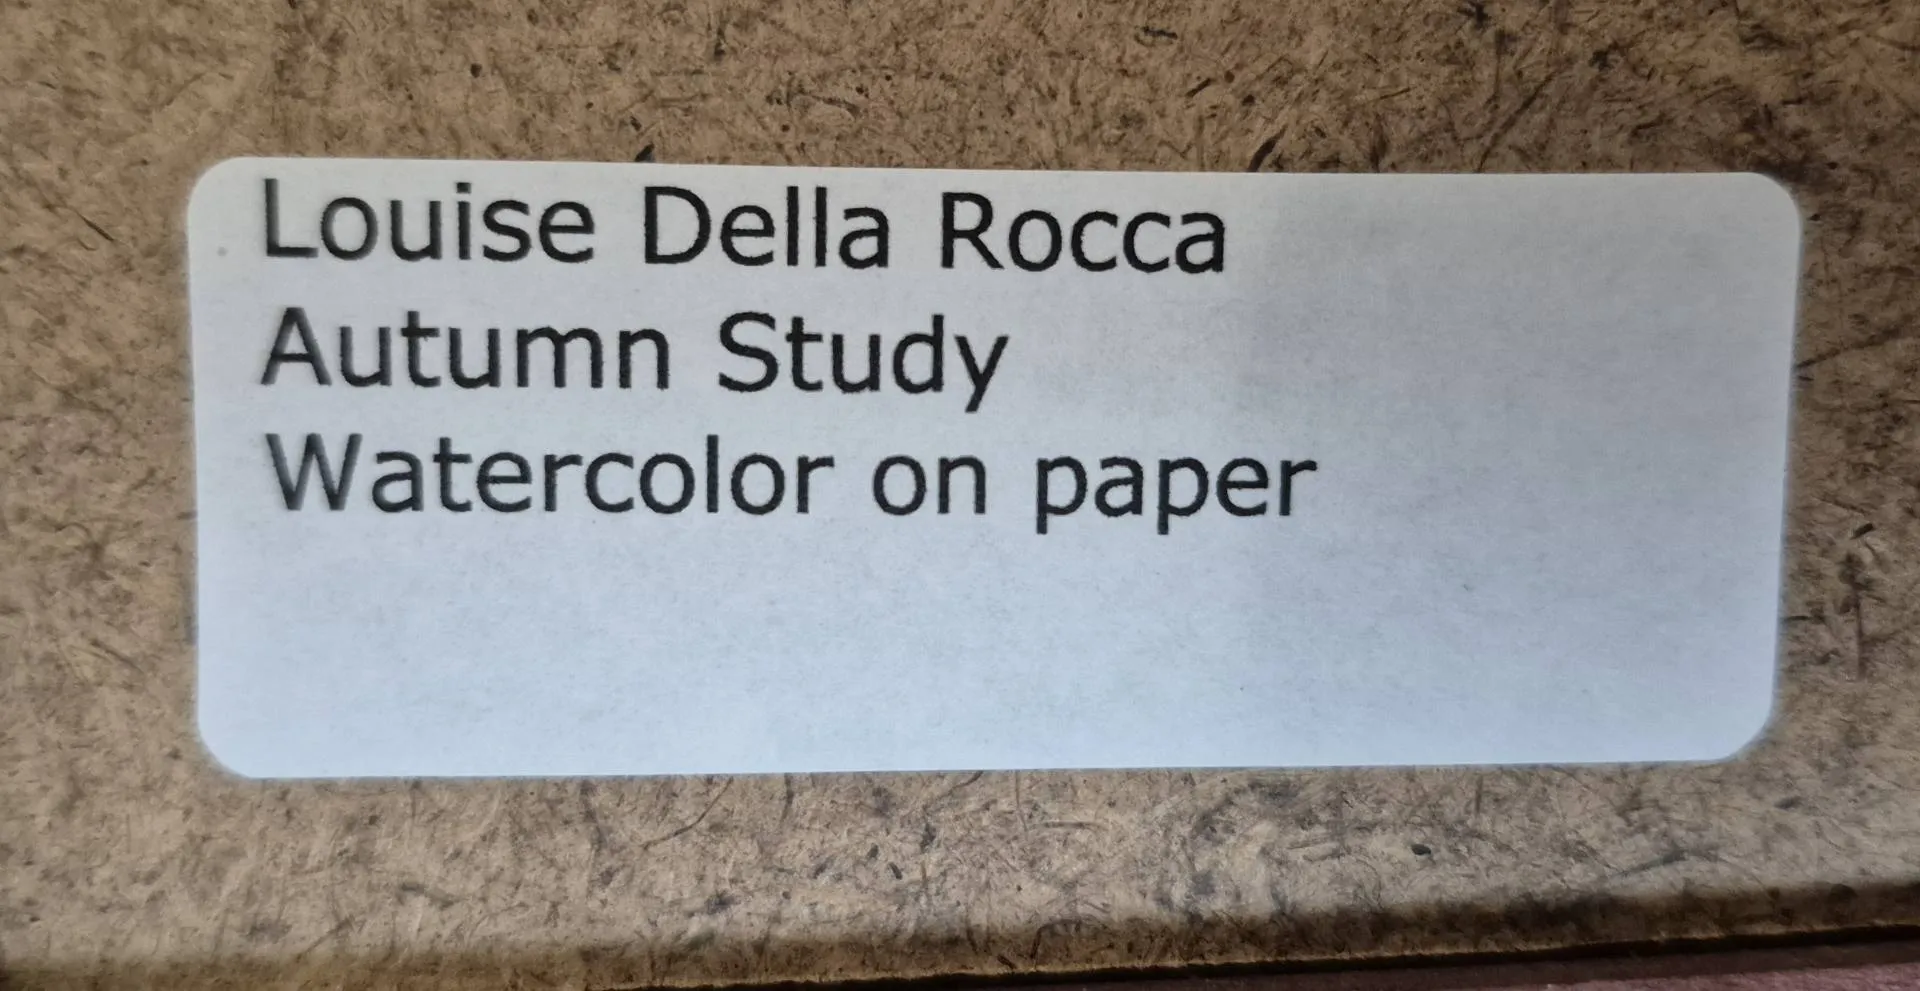 Louise Della Rocca
Autumn Study
Watercolor on paper